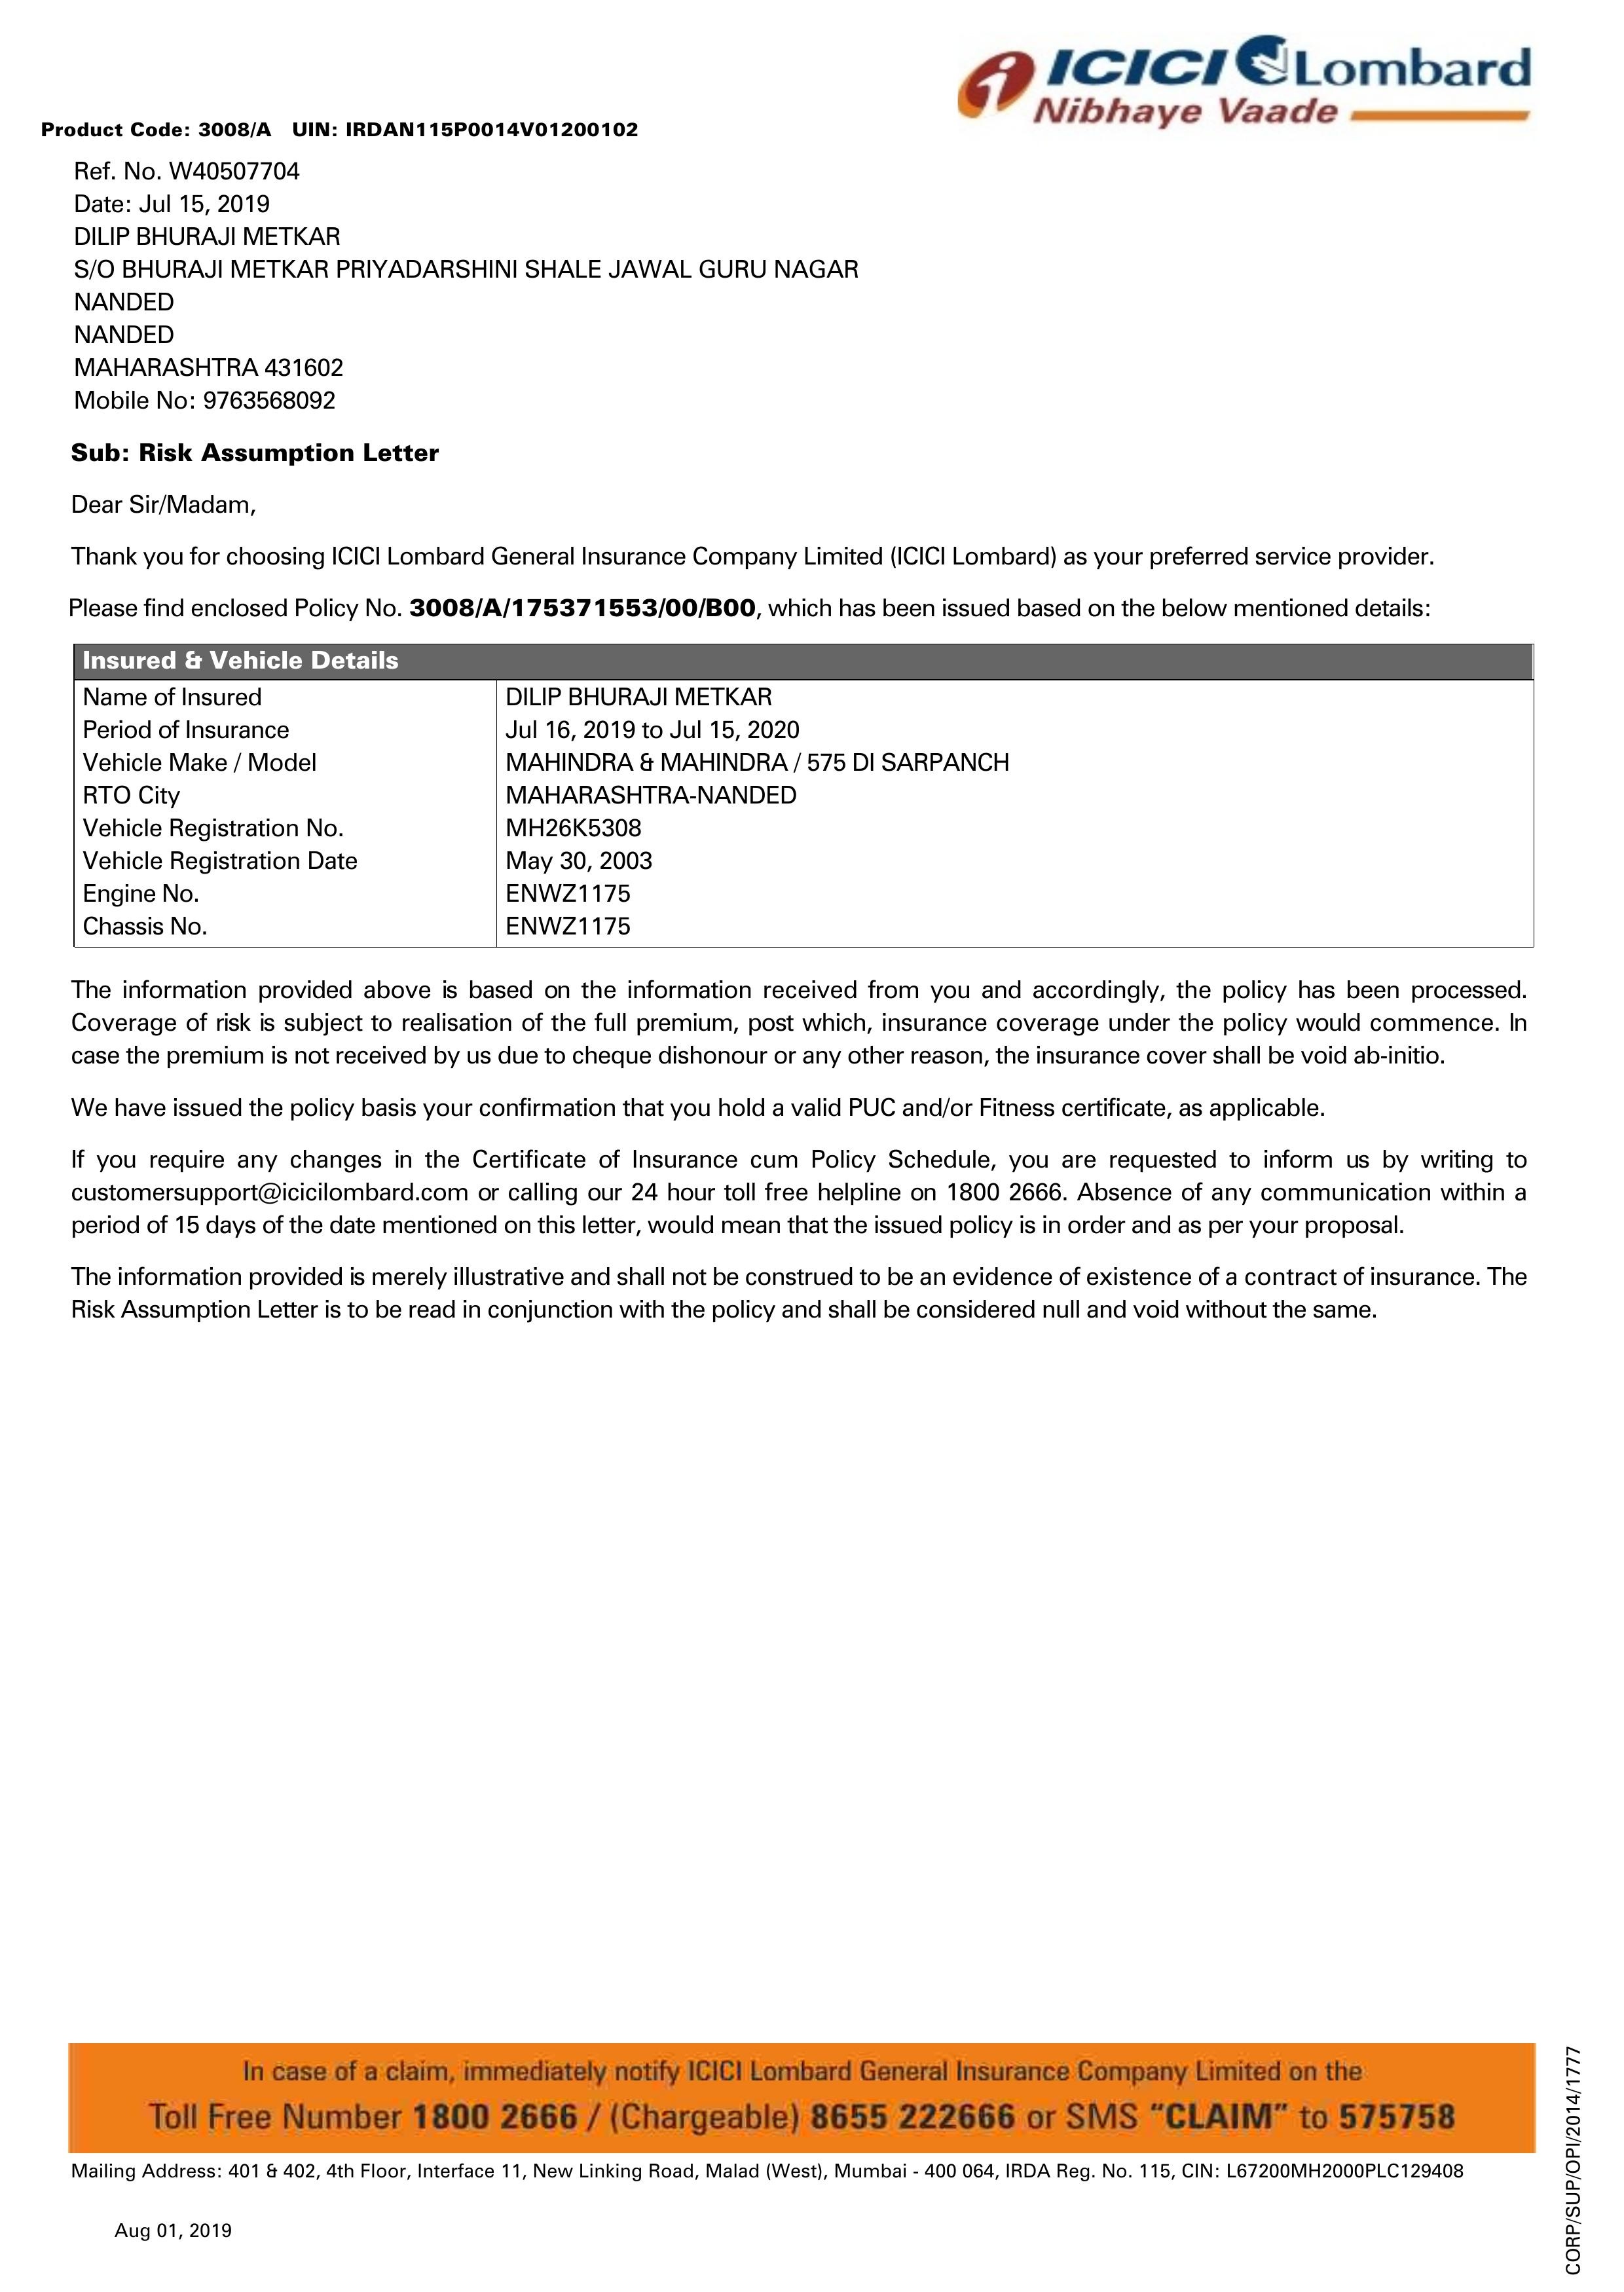 ICICI Lombard
Nibhaye Vaade
Product Code: 3008/A UIN: IRDAN115P0014V01200102
Ref. No. W40507704
Date: Jul 15, 2019
DILIP BHURAJI METKAR
S/O BHURAJI METKAR PRIYADARSHINI SHALE JAWAL GURU NAGAR
NANDED
NANDED
MAHARASHTRA 431602
Mobile No: 9763568092
Sub: Risk Assumption Letter
Dear Sir/Madam,
Thank you for choosing ICICI Lombard General Insurance Company Limited (ICICI Lombard) as your preferred service provider.
Please find enclosed Policy No. 3008/A/175371553/00/B00, which has been issued based on the below mentioned details:
Insured & Vehicle Details
Name of Insured DILIP BHURAJI METKAR
Period of Insurance Jul 16, 2019 to Jul 15, 2020
Vehicle Make / Model MAHINDRA & MAHINDRA / 575 DI SARPANCH
RTO City MAHARASHTRA-NANDED
Vehicle Registration No. MH26K5308
Vehicle Registration Date May 30, 2003
Engine No. ENWZ1175
Chassis No. ENWZ1175
The information provided above is based on the information received from you and accordingly, the policy has been processed.
Coverage of risk is subject to realisation of the full premium, post which, insurance coverage under the policy would commence. In
case the premium is not received by us due to cheque dishonour or any other reason, the insurance cover shall be void ab-initio.
We have issued the policy basis your confirmation that you hold a valid PUC and/or Fitness certificate, as applicable.
If you require any changes in the Certificate of Insurance cum Policy Schedule, you are requested to inform us by writing to
customersupport@icicilombard.com or calling our 24 hour toll free helpline on 1800 2666. Absence of any communication within a
period of 15 days of the date mentioned on this letter, would mean that the issued policy is in order and as per your proposal.
The information provided is merely illustrative and shall not be construed to be an evidence of existence of a contract of insurance. The
Risk Assumption Letter is to be read in conjunction with the policy and shall be considered null and void without the same.
In case of a claim, immediately notify ICICI Lombard General Insurance Company Limited on the
Toll Free Number 1800 2666 / (Chargeable) 8655 222666 or SMS “CLAIM” to 575758
Mailing Address: 401 & 402, 4th Floor, Interface 11, New Linking Road, Malad (West), Mumbai - 400 064, IRDA Reg. No. 115, CIN: L67200MH2000PLC129408
Aug 01, 2019
CORP/SUP/OPI/2014/1777